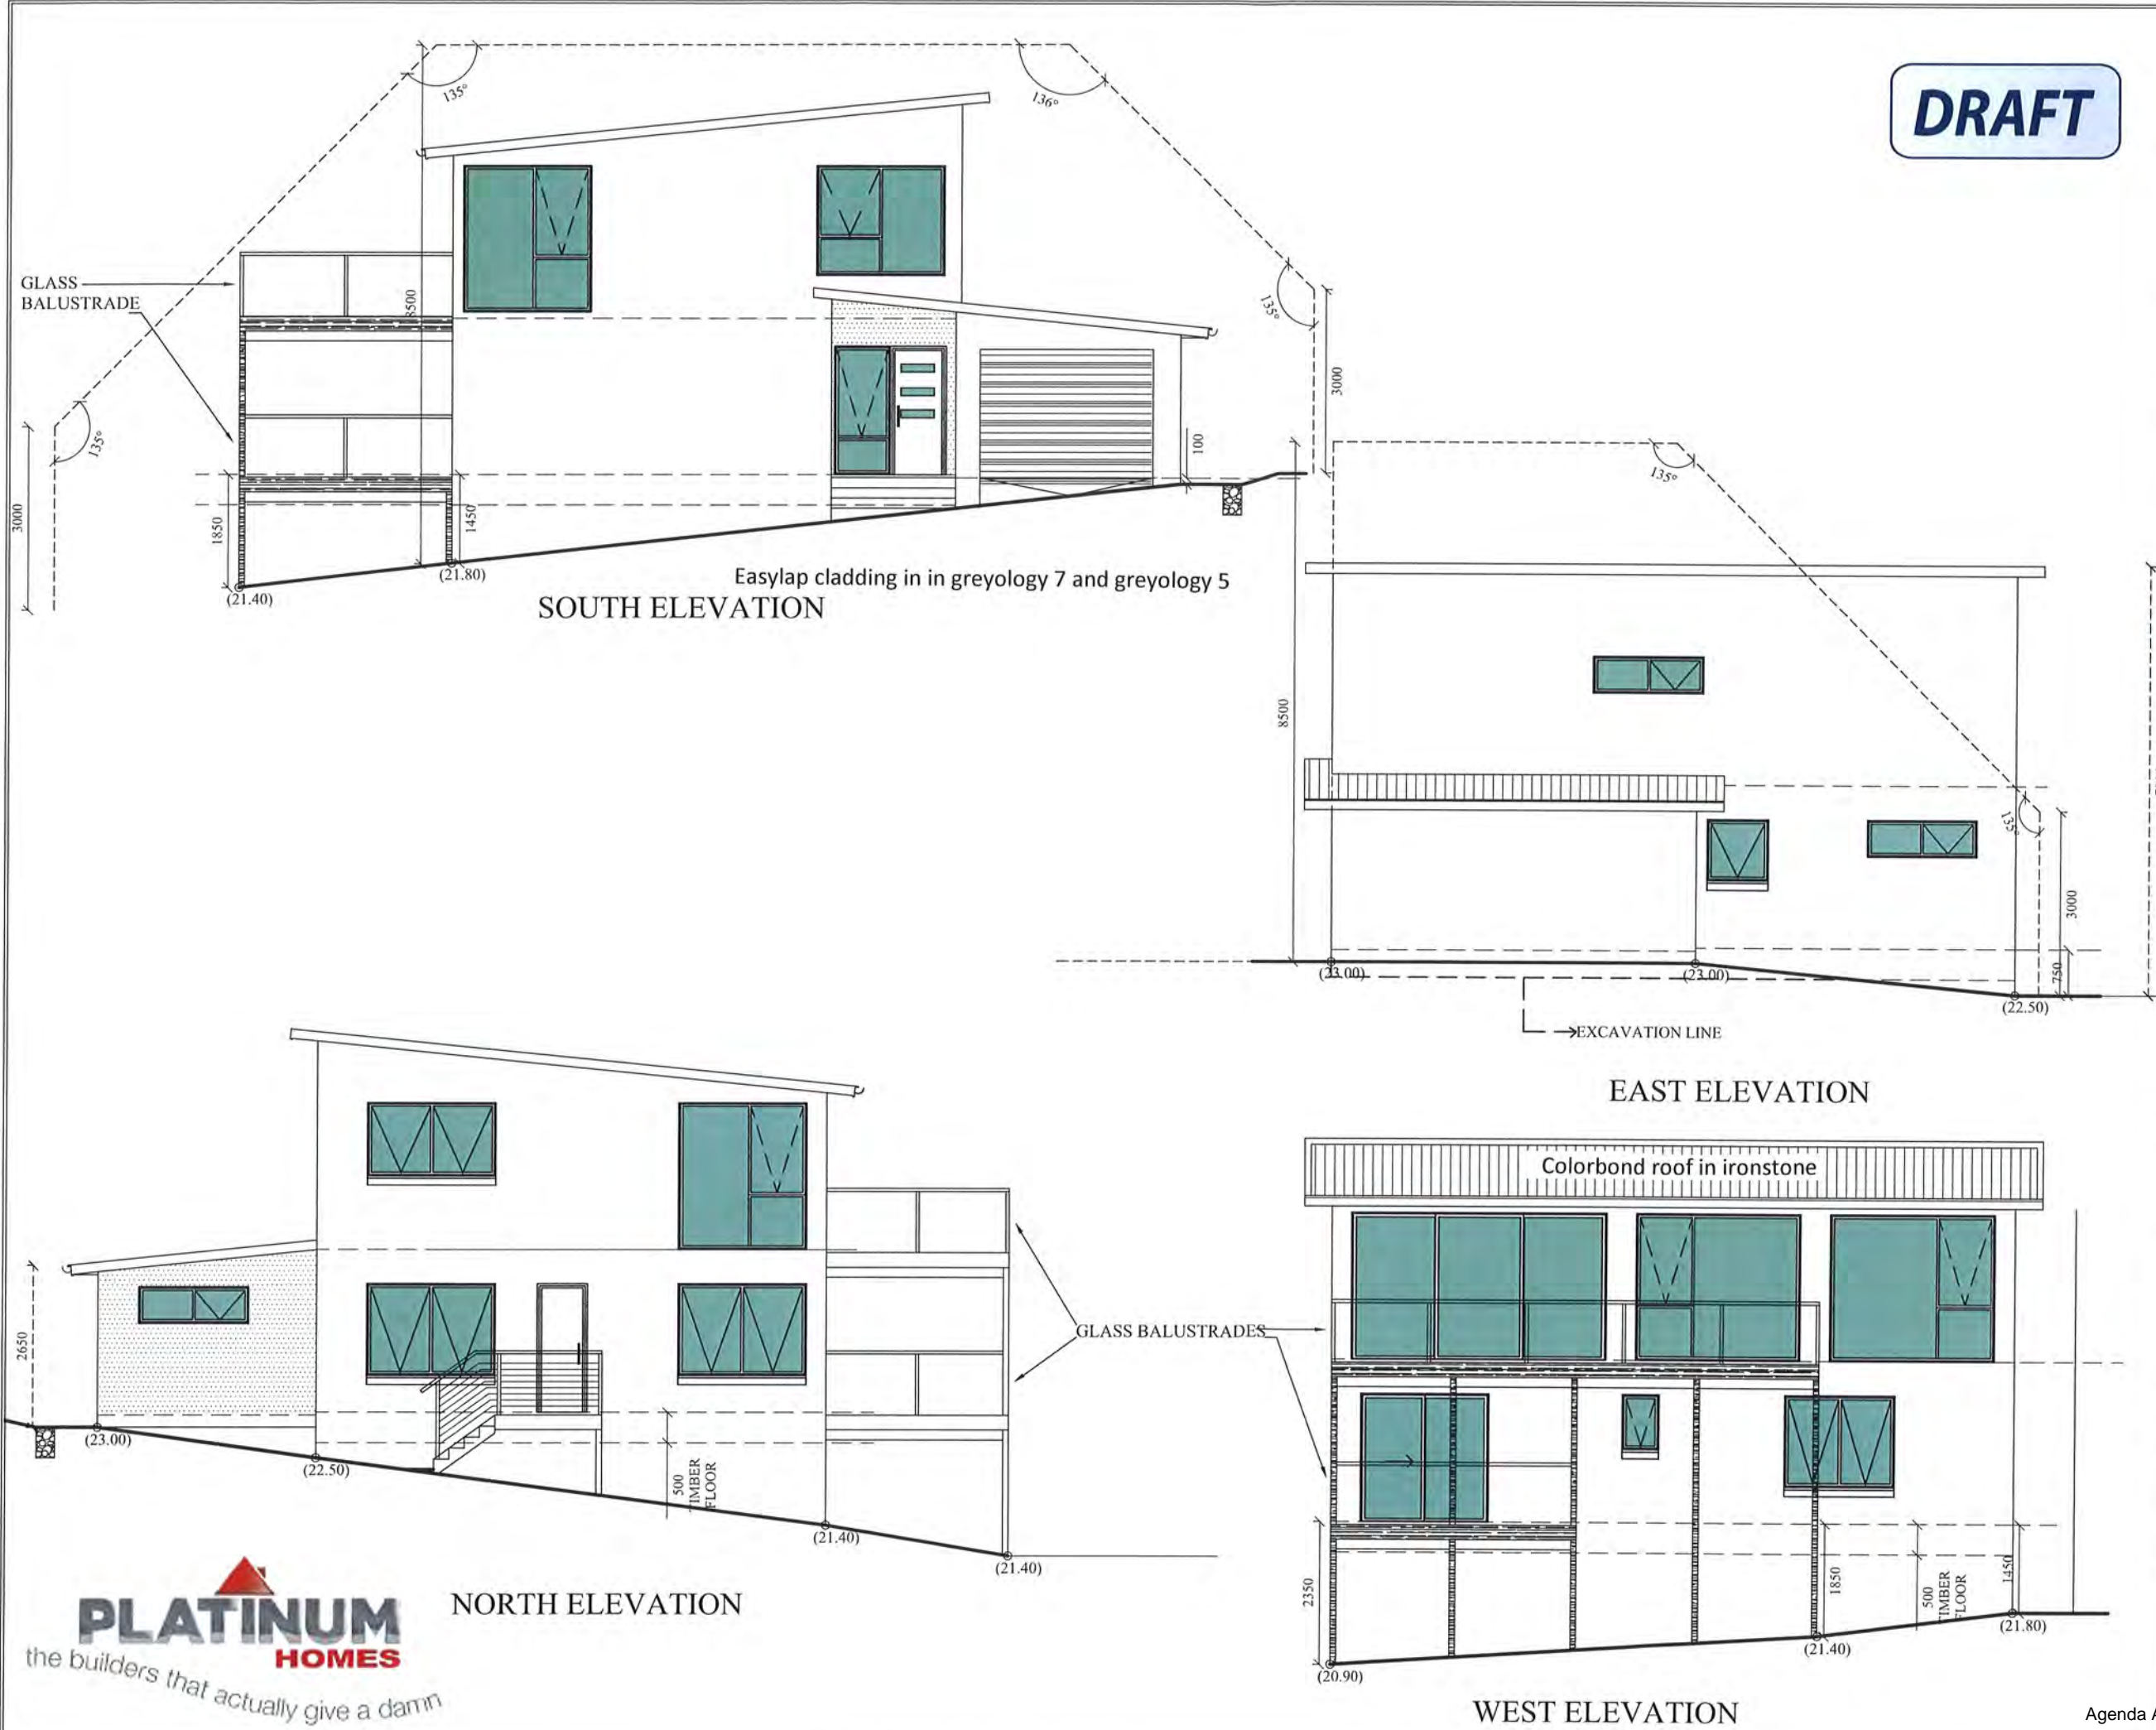 DRAFT
135°
136°
GLASS
BALUSTRADE
8500
135°
3000
135°
3000
100
1850
1450
(21.80)
(21.40)
Easylap cladding in in greyology 7 and greyology 5
SOUTH ELEVATION
135°
8500
135°
3000
750
(23.00)
(23.00)
(22.50)
EXCAVATION LINE
EAST ELEVATION
2650
(23.00)
(22.50)
500
TIMBER
FLOOR
(21.40)
(21.40)
NORTH ELEVATION
GLASS BALUSTRADES
Colorbond roof in ironstone
2350
1850
500
TIMBER
FLOOR
1450
(21.80)
(21.40)
(20.90)
WEST ELEVATION
PLATINUM
HOMES
the builders that actually give a damn
Agenda